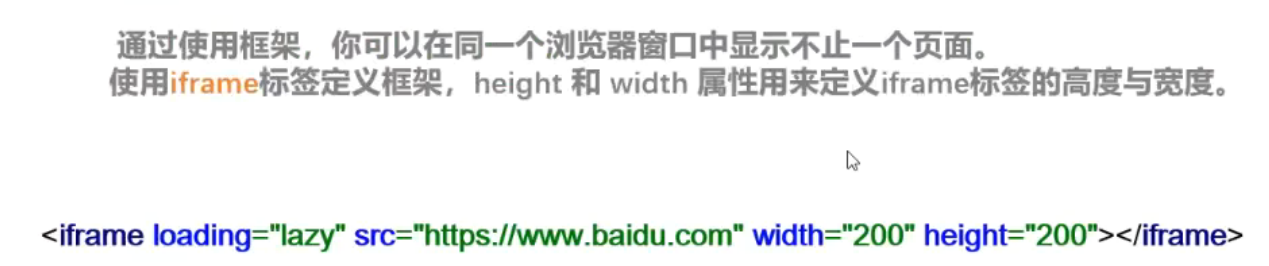 通过使用框架，你可以在同一个浏览器窗口中显示不止一个页面。
使用iframe标签定义框架，height 和 width 属性用来定义iframe标签的高度与宽度。
<iframe loading="lazy" src="https://www.baidu.com" width="200" height="200"></iframe>